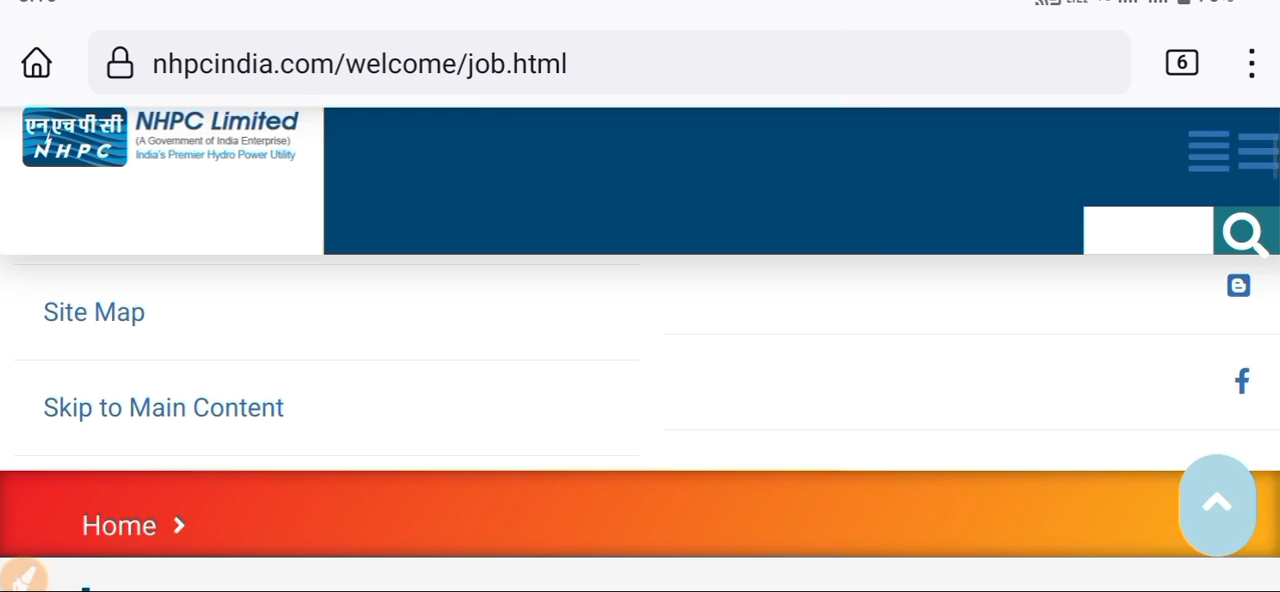 6
nhpcindia.com/welcome/job.html
एनएचपीसी
NHPC
NHPC Limited
(A Government of India Enterprise)
India's Premier Hydro Power Utility
Site Map
Skip to Main Content
Home